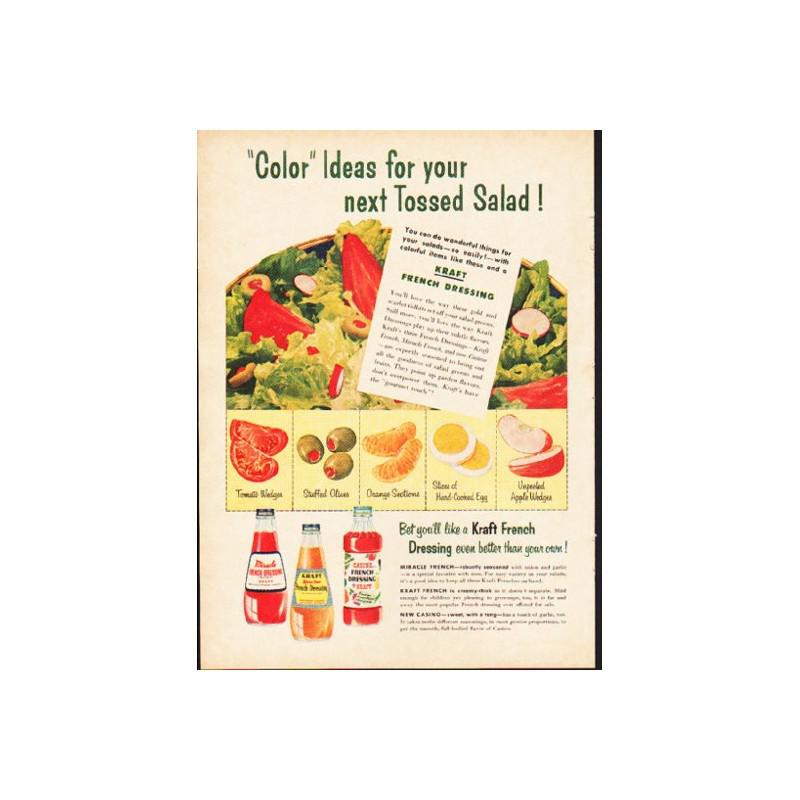 "Color" Ideas for your
next Tossed Salad!
You can do wonderful things for
your salads—so easily!—with
colorful items like these and a
KRAFT
FRENCH DRESSING
You'll love the way these gold and
scarlet tidbits set off your salad greens.
Still more, you'll love the way Kraft
Dressings play up their subtle flavors.
Kraft's three French Dressings—Kraft
French, Miracle French, and new Casino
—are expertly seasoned to bring out
all the goodness of salad greens and
fruits. They point up garden flavors,
don't overpower them. Kraft's have
the "gourmet touch"!
Tomato Wedges
Stuffed Olives
Orange Sections
Slices of
Hard-Cooked Egg
Unpeeled
Apple Wedges
Miracle
FRENCH DRESSING
KRAFT
KRAFT
French Dressing
CASINO
FRENCH
DRESSING
KRAFT
Bet you'll like a Kraft French
Dressing even better than your own!
MIRACLE FRENCH—robustly seasoned with onion and garlic
—is a special favorite with men. For easy variety in your salads,
it's a good idea to keep all three Kraft Frenches on hand.
KRAFT FRENCH is creamy-thick so it doesn't separate. Mild
enough for children yet pleasing to grown-ups, too, it is far and
away the most popular French dressing ever offered for sale.
NEW CASINO—sweet, with a tang—has a touch of garlic, too.
It takes twelve different seasonings, in most precise proportions, to
get the smooth, full-bodied flavor of Casino.